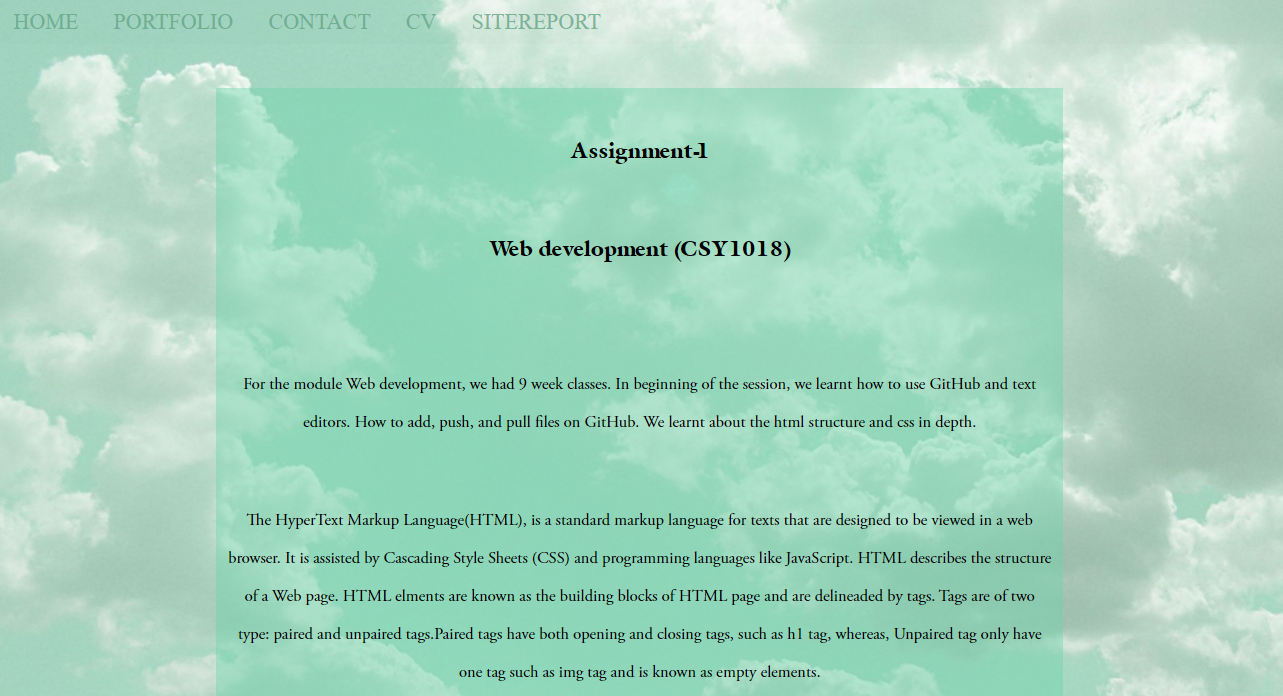 HOME PORTFOLIO CONTACT CV SITEREPORT
Assignment-1
Web development (CSY1018)
For the module Web development, we had 9 week classes. In beginning of the session, we learnt how to use GitHub and text
editors. How to add, push, and pull files on GitHub. We learnt about the html structure and css in depth.
The HyperText Markup Language(HTML), is a standard markup language for texts that are designed to be viewed in a web
browser. It is assisted by Cascading Style Sheets (CSS) and programming languages like JavaScript. HTML describes the structure
of a Web page. HTML elments are known as the building blocks of HTML page and are delineaded by tags. Tags are of two
type: paired and unpaired tags.Paired tags have both opening and closing tags, such as h1 tag, whereas, Unpaired tag only have
one tag such as img tag and is known as empty elements.